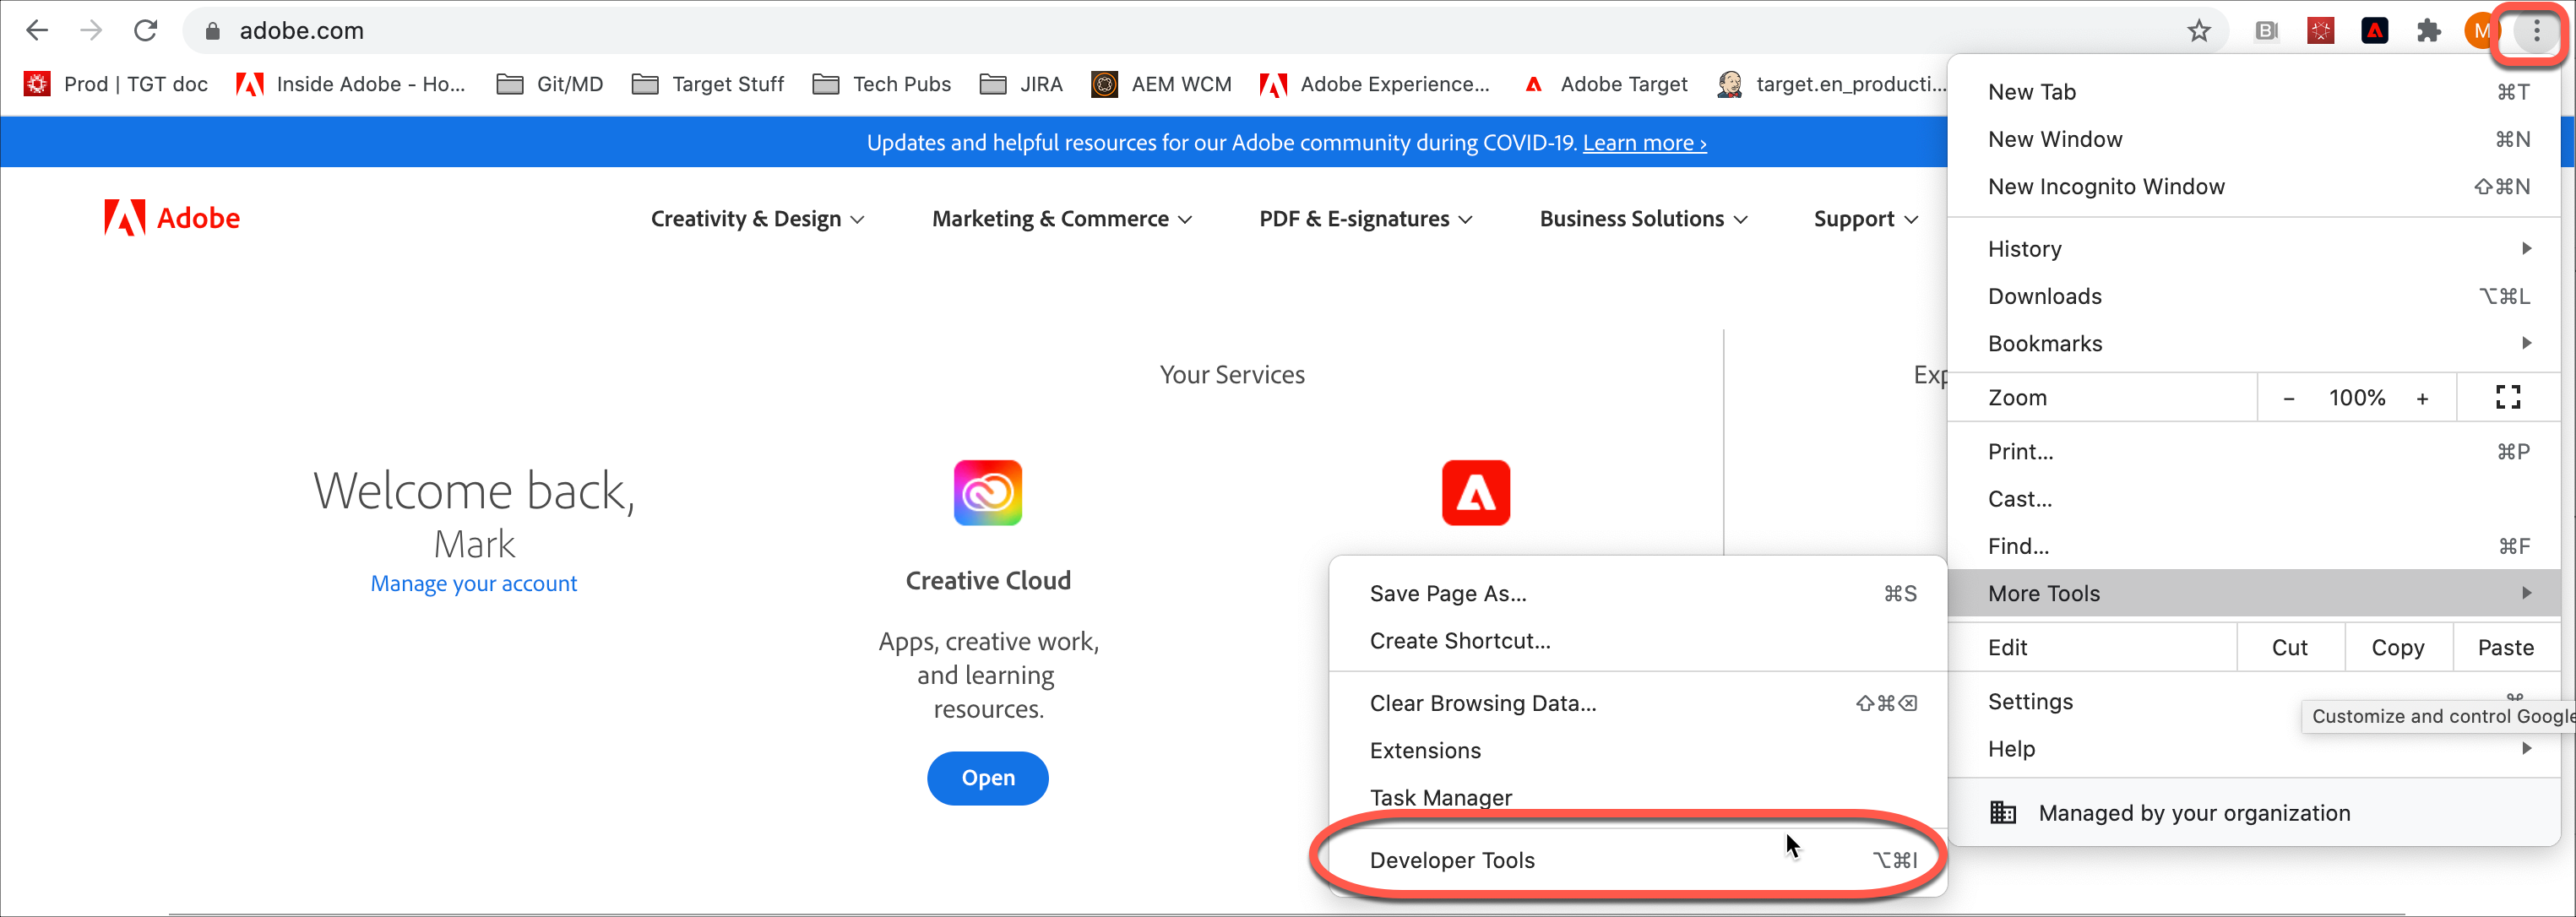 adobe.com
M
Prod | TGT doc
Inside Adobe - Ho...
Git/MD
Target Stuff
Tech Pubs
JIRA
AEM WCM
Adobe Experience...
Adobe Target
target.en_producti...
Updates and helpful resources for our Adobe community during COVID-19. Learn more ›
Adobe
Creativity & Design
Marketing & Commerce
PDF & E-signatures
Business Solutions
Support
Your Services
Exp
Welcome back,
Mark
Manage your account
Creative Cloud
Apps, creative work,
and learning
resources.
Open
New Tab ⌘T
New Window ⌘N
New Incognito Window ⇧⌘N
History
Downloads ⌥⌘L
Bookmarks
Zoom - 100% +
Print... ⌘P
Cast...
Find... ⌘F
More Tools
Edit Cut Copy Paste
Settings
Customize and control Google
Help
Managed by your organization
Save Page As... ⌘S
Create Shortcut...
Clear Browsing Data... ⇧⌘⌫
Extensions
Task Manager
Developer Tools ⌥⌘I